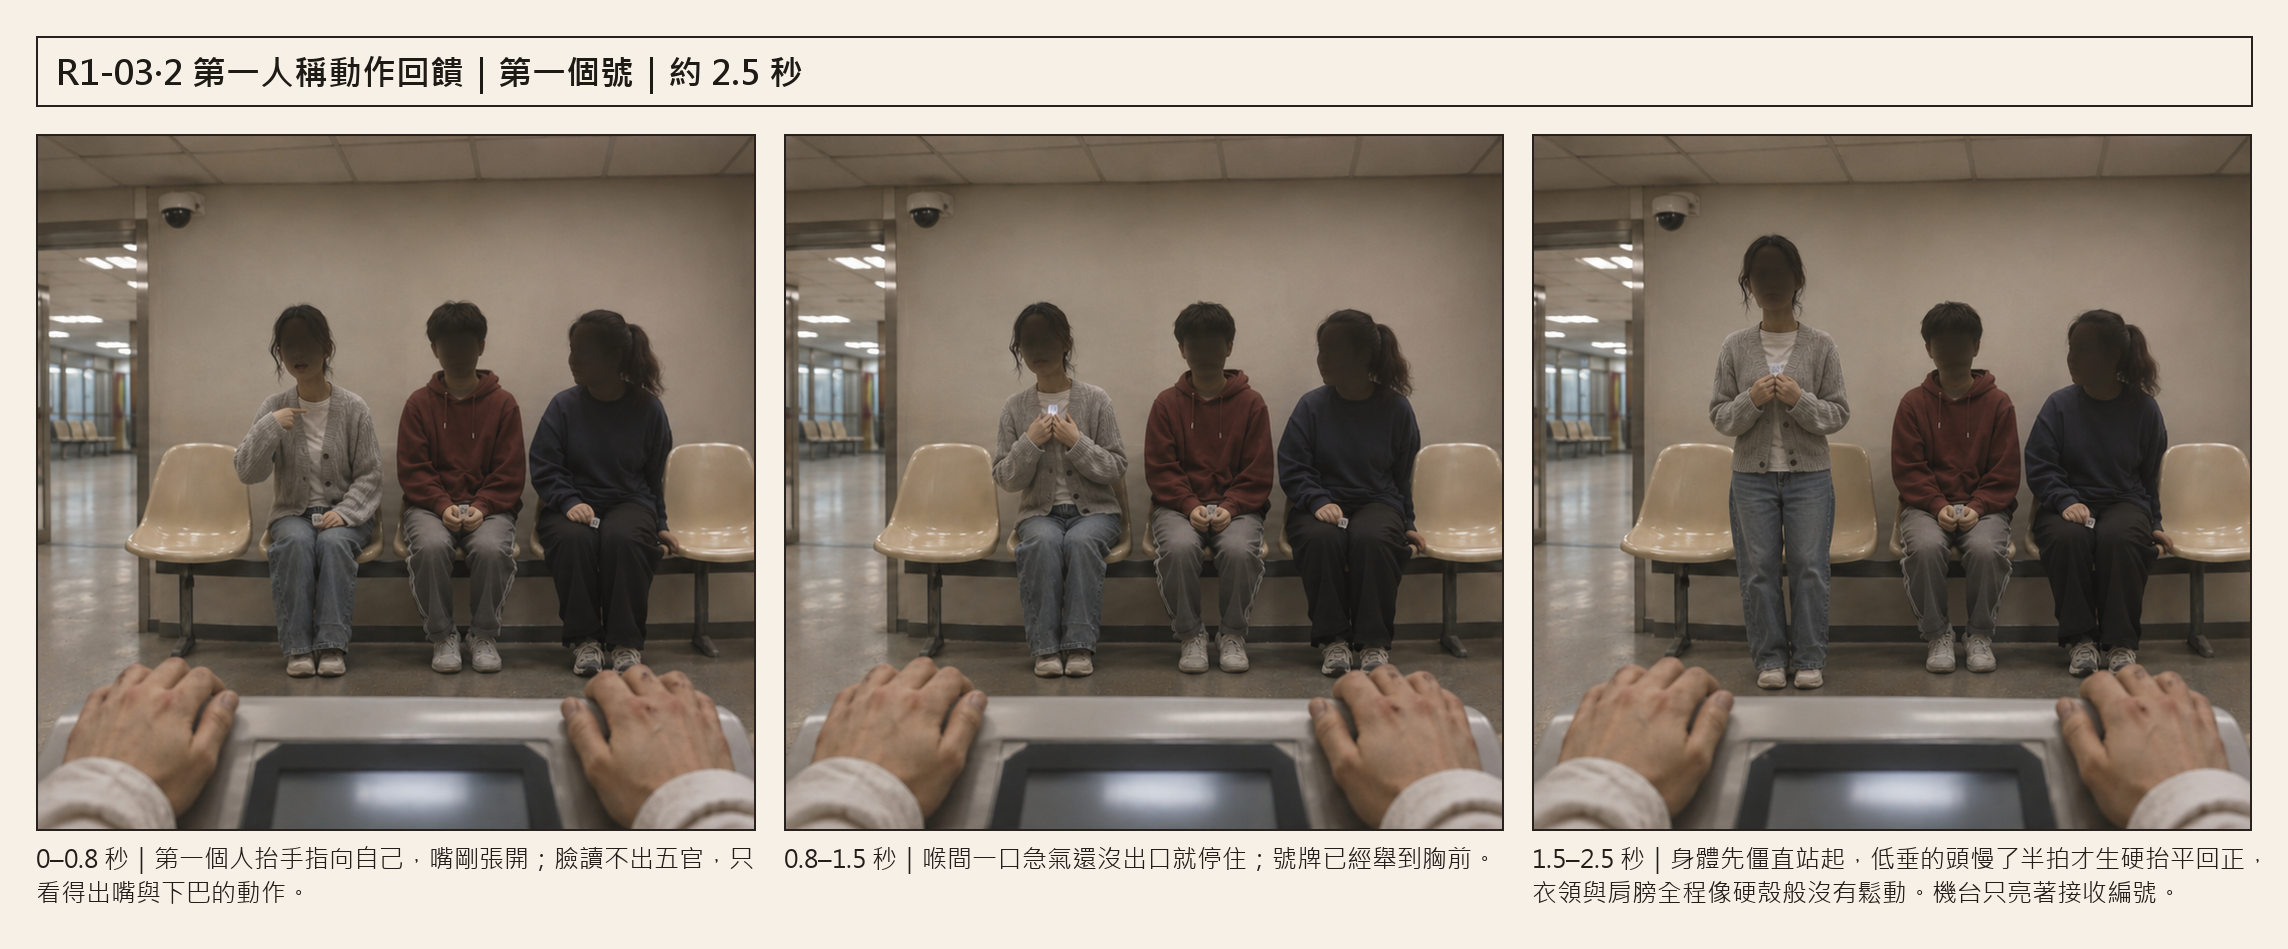 R1-03·2 第一人稱動作回饋｜第一個號｜約 2.5 秒
0–0.8 秒｜第一個人抬手指向自己，嘴剛張開；臉讀不出五官，只
看得出嘴與下巴的動作。
0.8–1.5 秒｜喉間一口急氣還沒出口就停住；號牌已經舉到胸前。
1.5–2.5 秒｜身體先僵直站起，低垂的頭慢了半拍才生硬抬平回正，
衣領與肩膀全程像硬殼般沒有鬆動。機台只亮著接收編號。